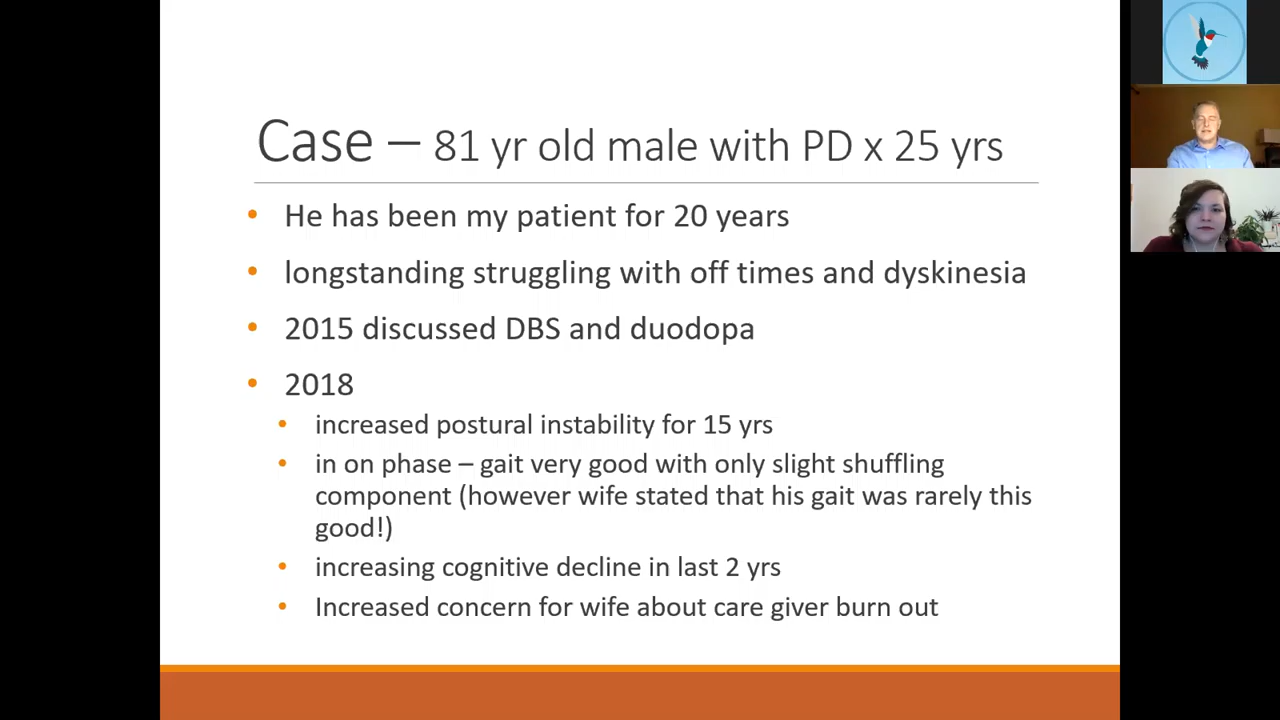 Case – 81 yr old male with PD x 25 yrs
• He has been my patient for 20 years
• longstanding struggling with off times and dyskinesia
• 2015 discussed DBS and duodopa
• 2018
• increased postural instability for 15 yrs
• in on phase – gait very good with only slight shuffling
component (however wife stated that his gait was rarely this
good!)
• increasing cognitive decline in last 2 yrs
• Increased concern for wife about care giver burn out